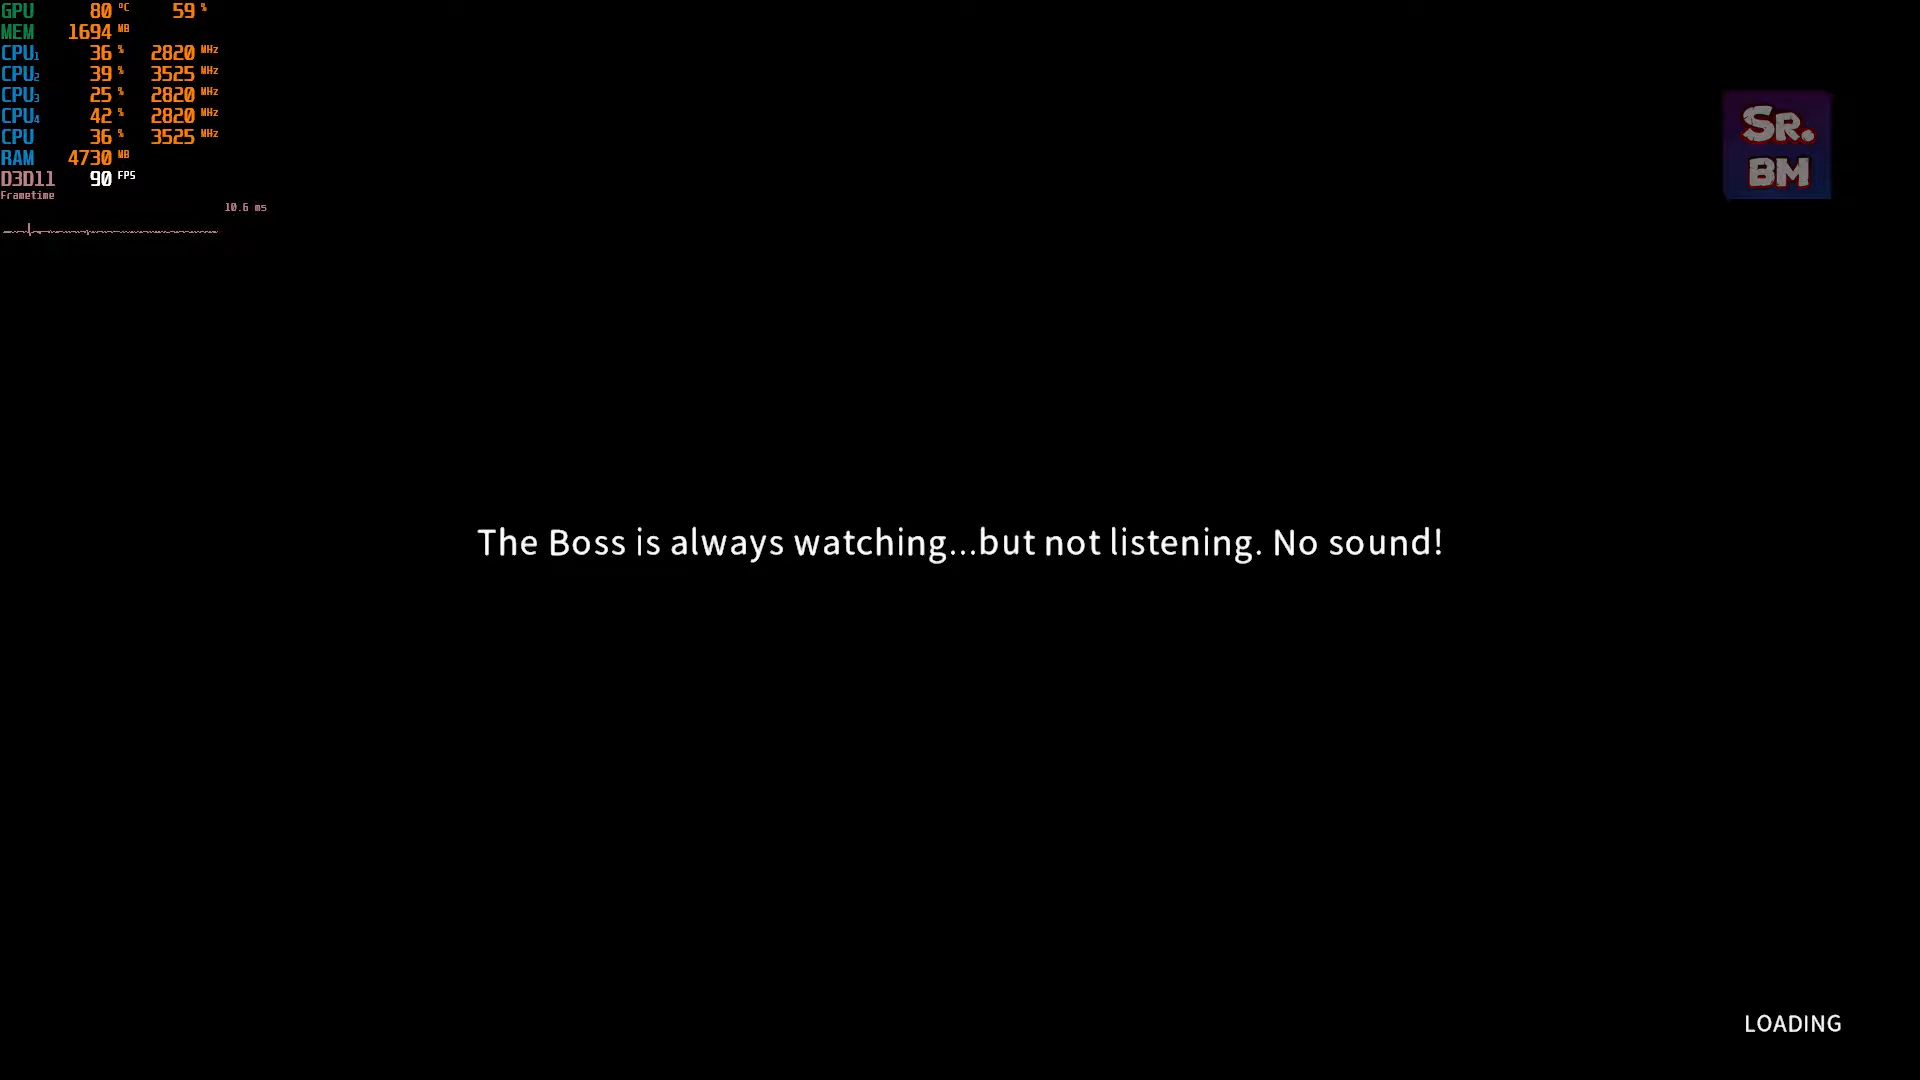 GPU 80 °C 59 %
MEM 1694 MB
CPU1 36 % 2820 MHz
CPU2 39 % 3525 MHz
CPU3 25 % 2820 MHz
CPU4 42 % 2820 MHz
CPU 36 % 3525 MHz
RAM 4730 MB
D3D11 90 FPS
Frametime
10.6 ms
SR.
BM
The Boss is always watching...but not listening. No sound!
LOADING